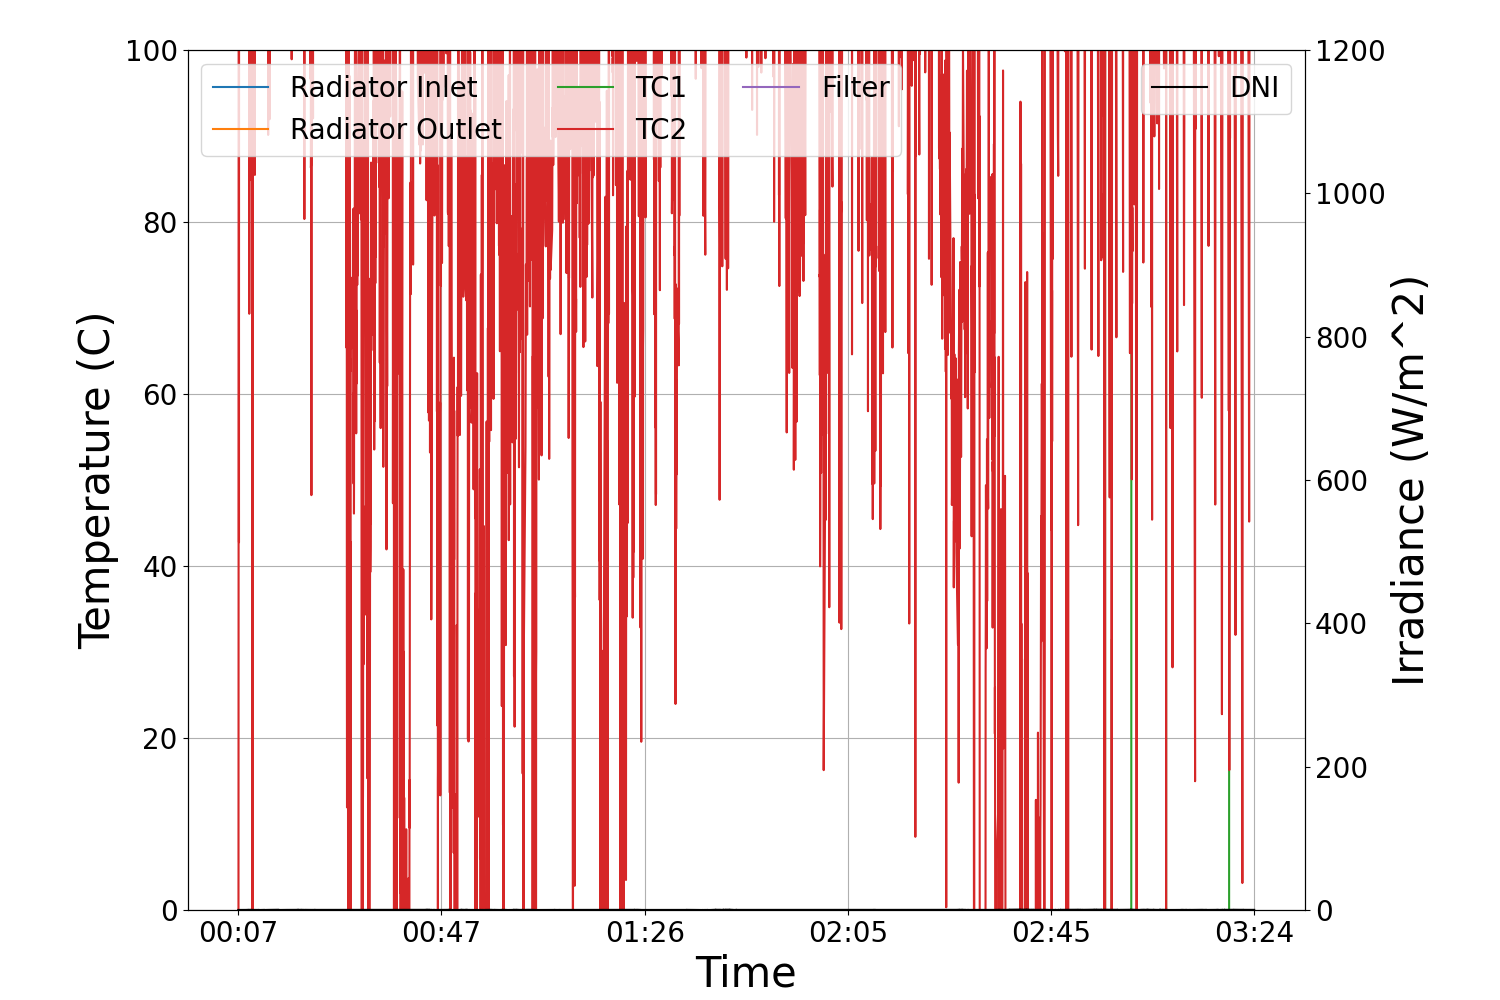 Radiator Inlet
Radiator Outlet
TC1
TC2
Filter
DNI
100
80
60
40
20
0
Temperature (C)
1200
1000
800
600
400
200
0
Irradiance (W/m^2)
00:07 00:47 01:26 02:05 02:45 03:24
Time